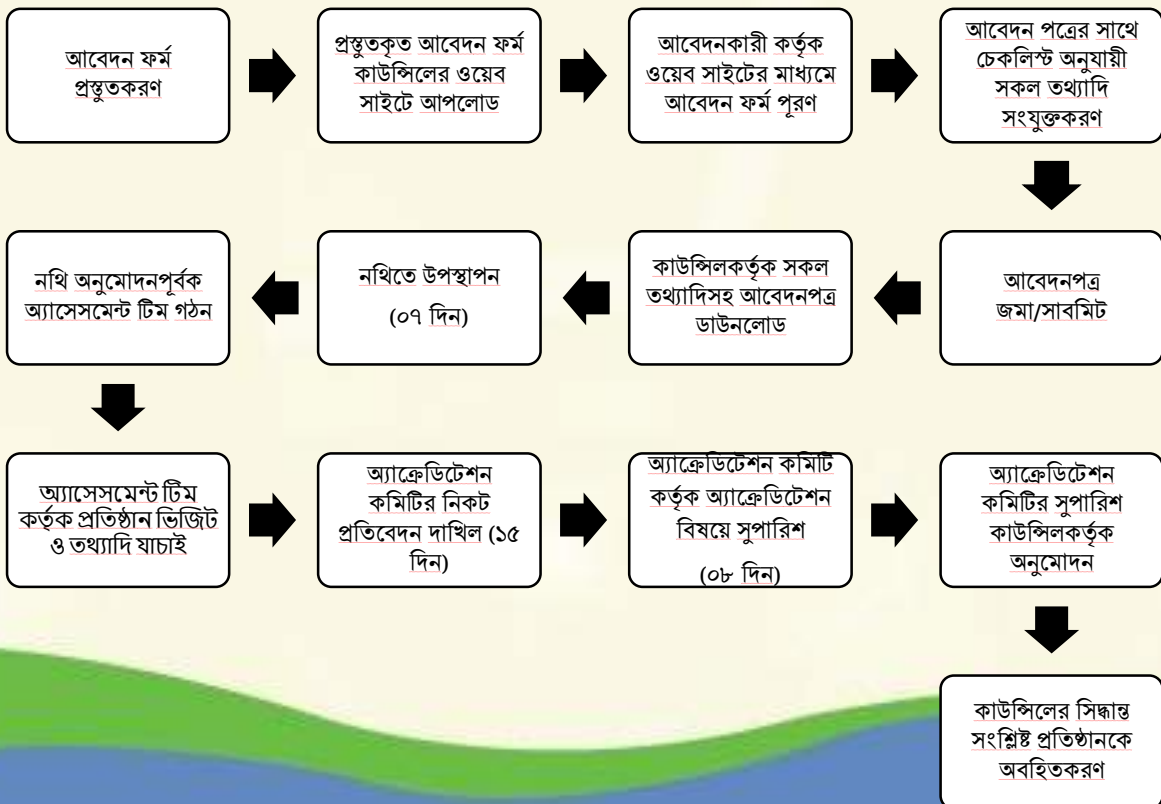 আবেদন ফর্ম
প্রস্তুতকরণ
প্রস্তুতকৃত আবেদন ফর্ম
কাউন্সিলের ওয়েব
সাইটে আপলোড
আবেদনকারী কর্তৃক
ওয়েব সাইটের মাধ্যমে
আবেদন ফর্ম পূরণ
আবেদন পত্রের সাথে
চেকলিস্ট অনুযায়ী
সকল তথ্যাদি
সংযুক্তকরণ
আবেদনপত্র
জমা/সাবমিট
কাউন্সিলকর্তৃক সকল
তথ্যাদিসহ আবেদনপত্র
ডাউনলোড
নথিতে উপস্থাপন
(০৭ দিন)
নথি অনুমোদনপূর্বক
অ্যাসেসমেন্ট টিম গঠন
অ্যাসেসমেন্ট টিম
কর্তৃক প্রতিষ্ঠান ভিজিট
ও তথ্যাদি যাচাই
অ্যাক্রেডিটেশন
কমিটির নিকট
প্রতিবেদন দাখিল (১৫
দিন)
অ্যাক্রেডিটেশন কমিটি
কর্তৃক অ্যাক্রেডিটেশন
বিষয়ে সুপারিশ
(০৮ দিন)
অ্যাক্রেডিটেশন
কমিটির সুপারিশ
কাউন্সিলকর্তৃক
অনুমোদন
কাউন্সিলের সিদ্ধান্ত
সংশ্লিষ্ট প্রতিষ্ঠানকে
অবহিতকরণ